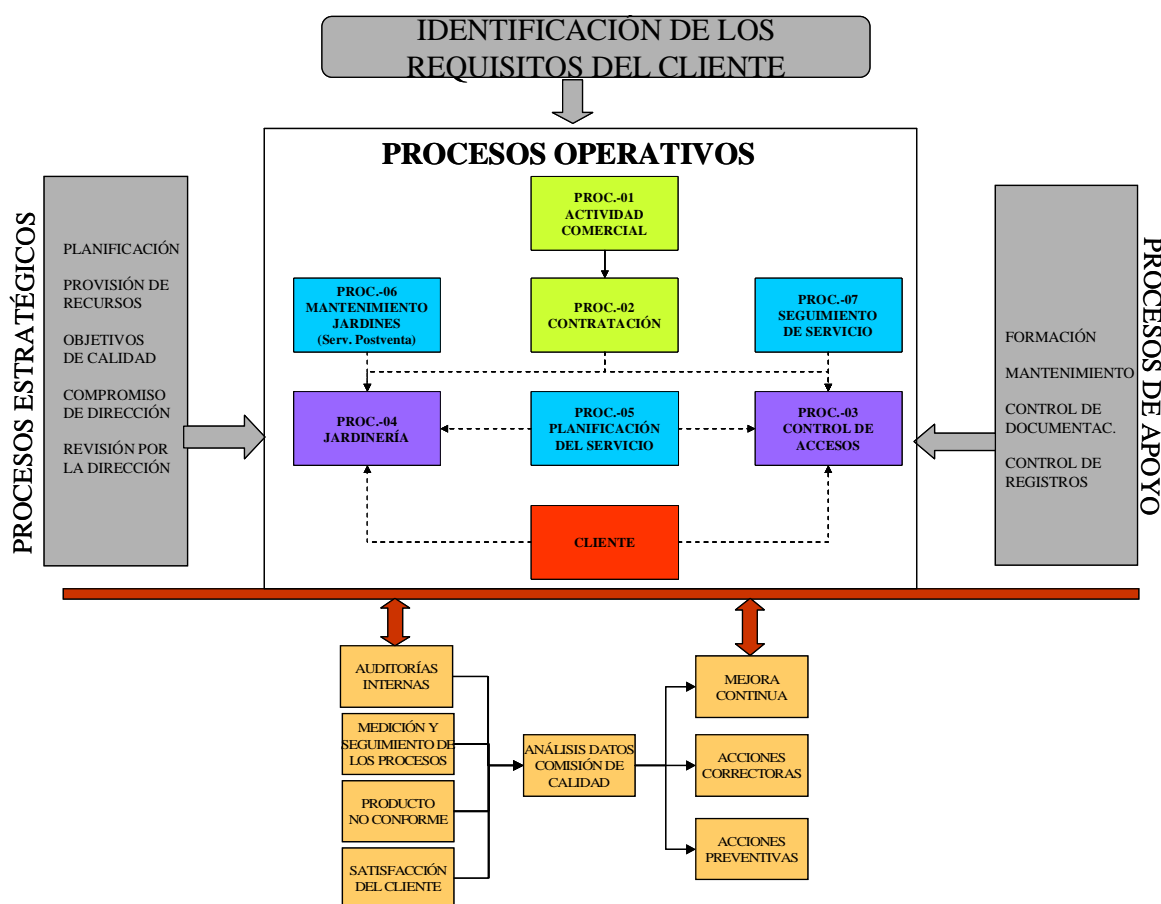 IDENTIFICACIÓN DE LOS
REQUISITOS DEL CLIENTE
PROCESOS ESTRATÉGICOS
PLANIFICACIÓN
PROVISIÓN DE
RECURSOS
OBJETIVOS
DE CALIDAD
COMPROMISO
DE DIRECCIÓN
REVISIÓN POR
LA DIRECCIÓN
PROCESOS OPERATIVOS
PROC.-01
ACTIVIDAD
COMERCIAL
PROC.-06
MANTENIMIENTO
JARDINES
(Serv. Postventa)
PROC.-02
CONTRATACIÓN
PROC.-07
SEGUIMIENTO
DE SERVICIO
PROC.-04
JARDINERÍA
PROC.-05
PLANIFICACIÓN
DEL SERVICIO
PROC.-03
CONTROL DE
ACCESOS
CLIENTE
FORMACIÓN
MANTENIMIENTO
CONTROL DE
DOCUMENTAC.
CONTROL DE
REGISTROS
PROCESOS DE APOYO
AUDITORÍAS
INTERNAS
MEDICIÓN Y
SEGUIMIENTO DE
LOS PROCESOS
PRODUCTO
NO CONFORME
SATISFACCIÓN
DEL CLIENTE
ANÁLISIS DATOS
COMISIÓN DE
CALIDAD
MEJORA
CONTINUA
ACCIONES
CORRECTORAS
ACCIONES
PREVENTIVAS